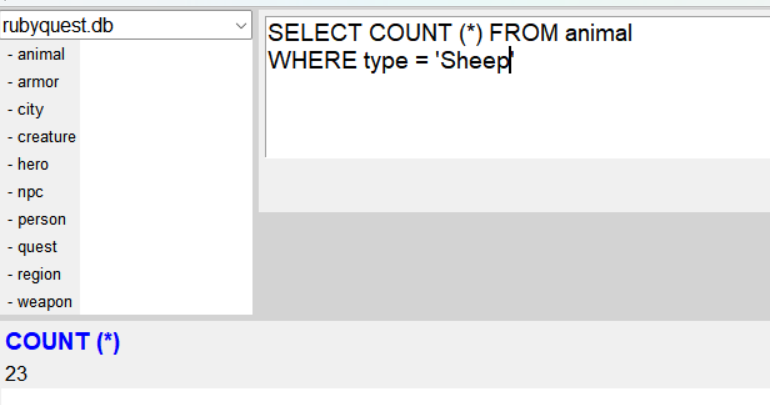 rubyquest.db
- animal
- armor
- city
- creature
- hero
- npc
- person
- quest
- region
- weapon
SELECT COUNT (*) FROM animal
WHERE type = 'Sheep'
COUNT (*)
23